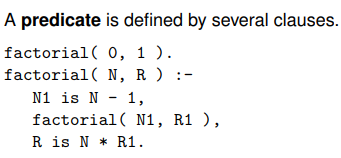 A predicate is defined by several clauses.
factorial( 0, 1 ).
factorial( N, R ) :-
   N1 is N - 1,
   factorial( N1, R1 ),
   R is N * R1.